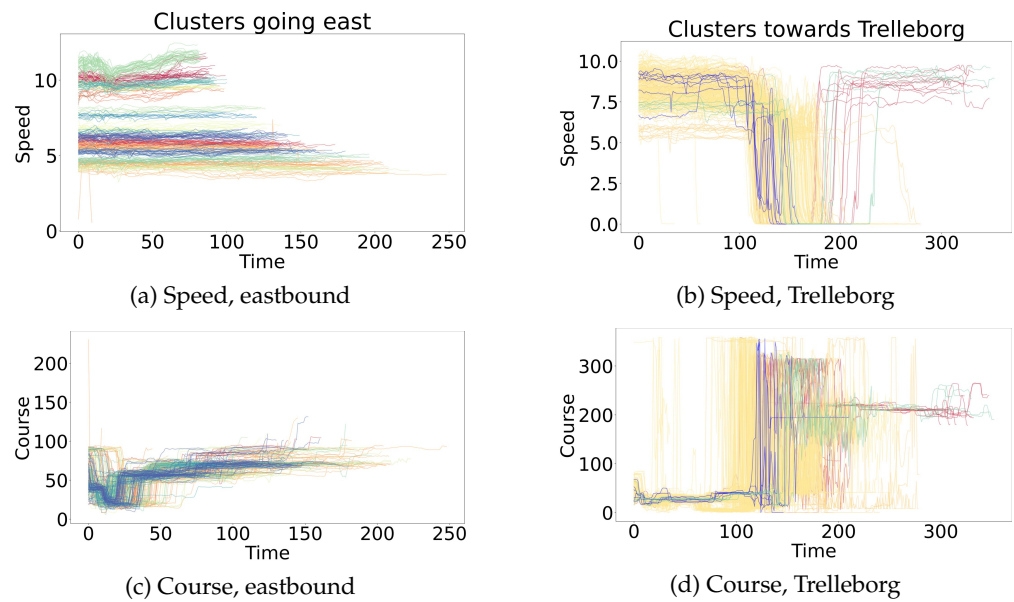 Clusters going east
10
5
0
Speed
0 50 100 150 200 250
Time
(a) Speed, eastbound
Clusters towards Trelleborg
10.0
7.5
5.0
2.5
0.0
Speed
0 100 200 300
Time
(b) Speed, Trelleborg
200
150
100
50
0
Course
0 50 100 150 200 250
Time
(c) Course, eastbound
300
200
100
0
Course
0 100 200 300
Time
(d) Course, Trelleborg